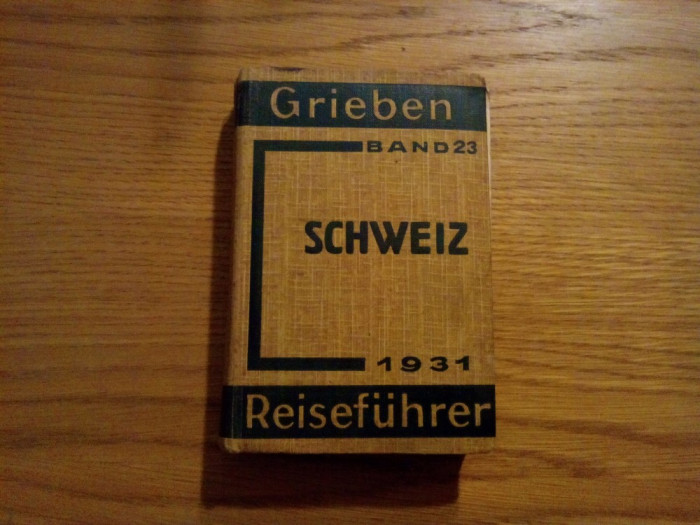 Grieben
BAND 23
SCHWEIZ
1931
Reiseführer